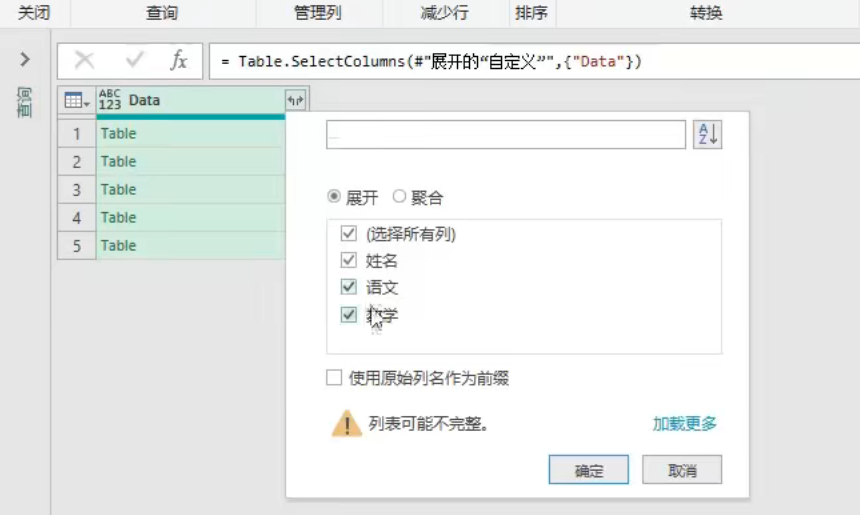 关闭 查询 管理列 减少行 排序 转换
fx = Table.SelectColumns(#"展开的“自定义”",{"Data"})
查询
ABC 123 Data
1 Table
2 Table
3 Table
4 Table
5 Table
A Z
展开 聚合
(选择所有列)
姓名
语文
学
使用原始列名作为前缀
列表可能不完整。 加载更多
确定 取消